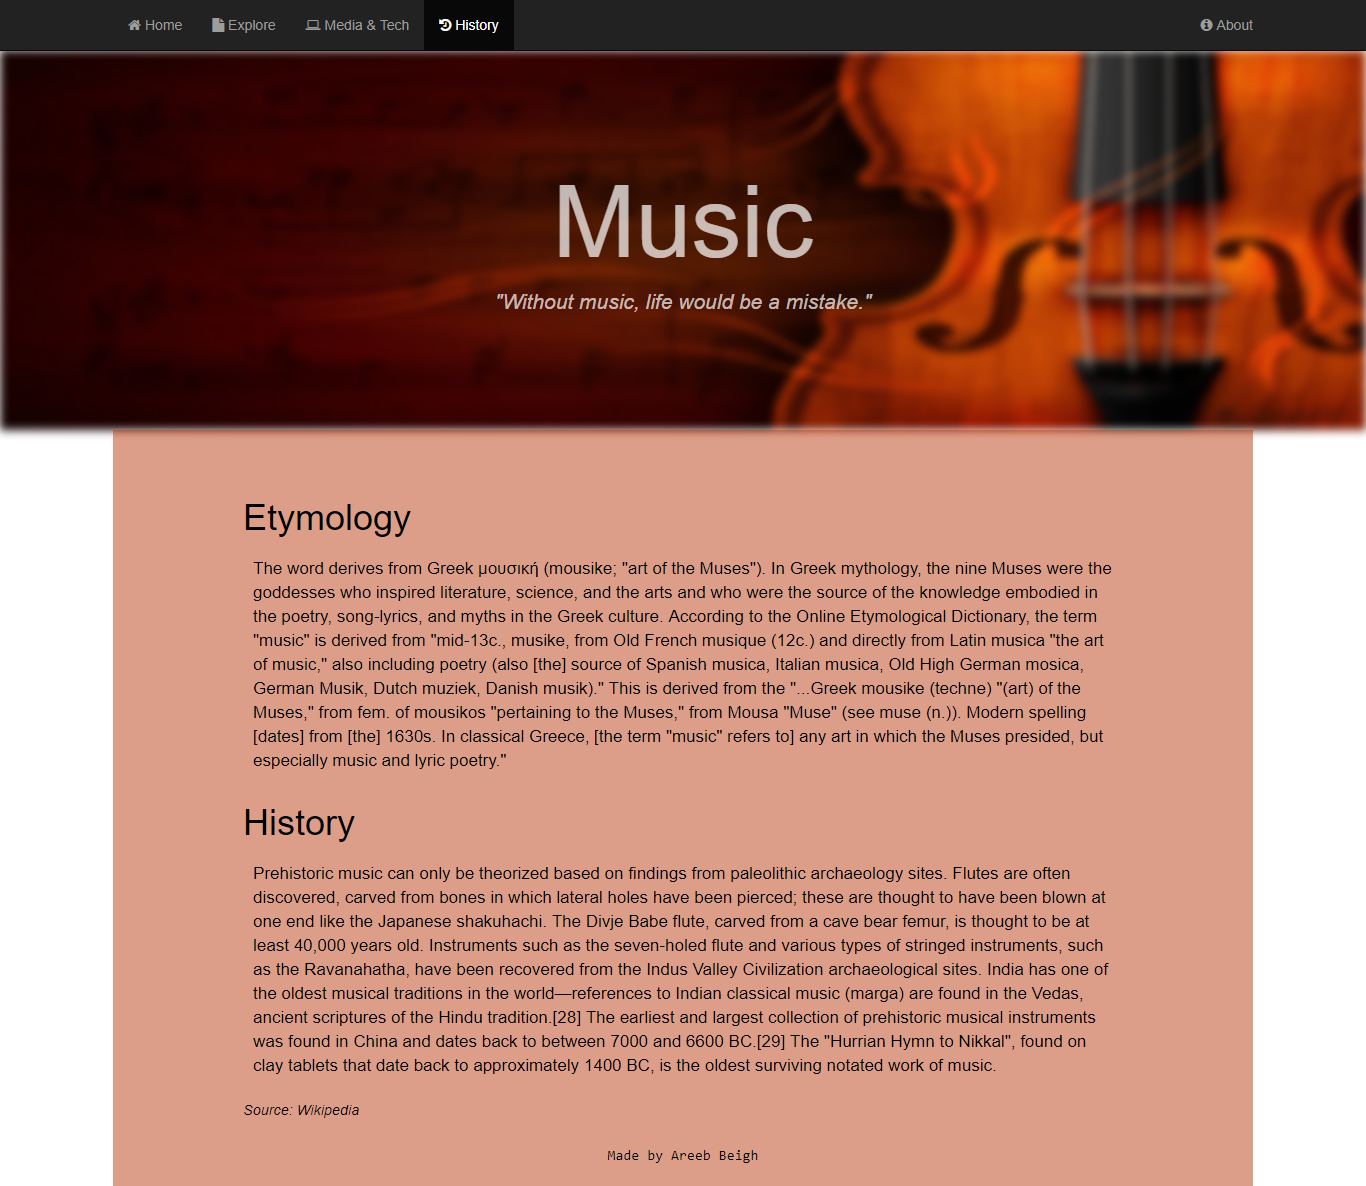 Home Explore Media & Tech History About
Music
"Without music, life would be a mistake."
Etymology
The word derives from Greek μουσική (mousike; "art of the Muses"). In Greek mythology, the nine Muses were the
goddesses who inspired literature, science, and the arts and who were the source of the knowledge embodied in
the poetry, song-lyrics, and myths in the Greek culture. According to the Online Etymological Dictionary, the term
"music" is derived from "mid-13c., musike, from Old French musique (12c.) and directly from Latin musica "the art
of music," also including poetry (also [the] source of Spanish musica, Italian musica, Old High German mosica,
German Musik, Dutch muziek, Danish musik)." This is derived from the "...Greek mousike (techne) "(art) of the
Muses," from fem. of mousikos "pertaining to the Muses," from Mousa "Muse" (see muse (n.)). Modern spelling
[dates] from [the] 1630s. In classical Greece, [the term "music" refers to] any art in which the Muses presided, but
especially music and lyric poetry."
History
Prehistoric music can only be theorized based on findings from paleolithic archaeology sites. Flutes are often
discovered, carved from bones in which lateral holes have been pierced; these are thought to have been blown at
one end like the Japanese shakuhachi. The Divje Babe flute, carved from a cave bear femur, is thought to be at
least 40,000 years old. Instruments such as the seven-holed flute and various types of stringed instruments, such
as the Ravanahatha, have been recovered from the Indus Valley Civilization archaeological sites. India has one of
the oldest musical traditions in the world—references to Indian classical music (marga) are found in the Vedas,
ancient scriptures of the Hindu tradition.[28] The earliest and largest collection of prehistoric musical instruments
was found in China and dates back to between 7000 and 6600 BC.[29] The "Hurrian Hymn to Nikkal", found on
clay tablets that date back to approximately 1400 BC, is the oldest surviving notated work of music.
Source: Wikipedia
Made by Areeb Beigh